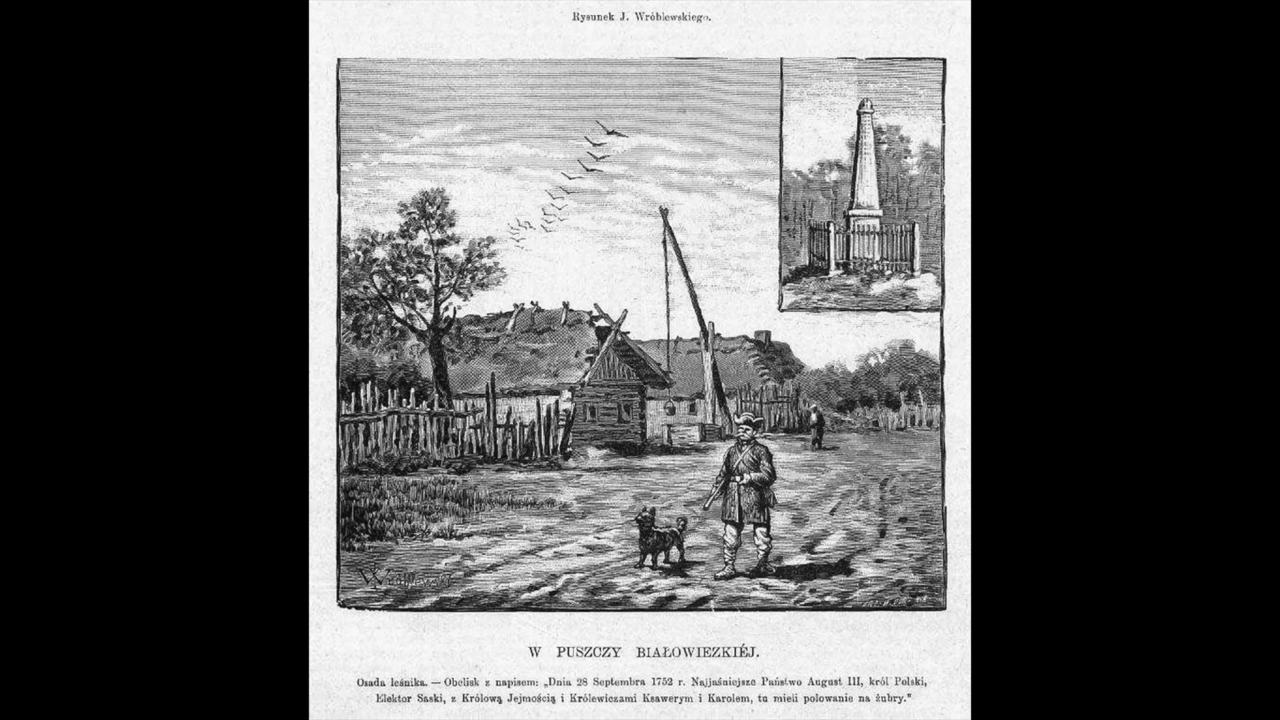 Rysunek J. Wróblewskiego.
W PUSZCZY BIAŁOWIEZKIÉJ.
Osada leśnika. — Obelisk z napisem: „Dnia 28 Septembra 1752 r. Najjaśniejsze Państwo August III, król Polski,
Elektor Saski, z Królową Jejmością i Królewiczami Ksawerym i Karolem, tu mieli polowanie na żubry."